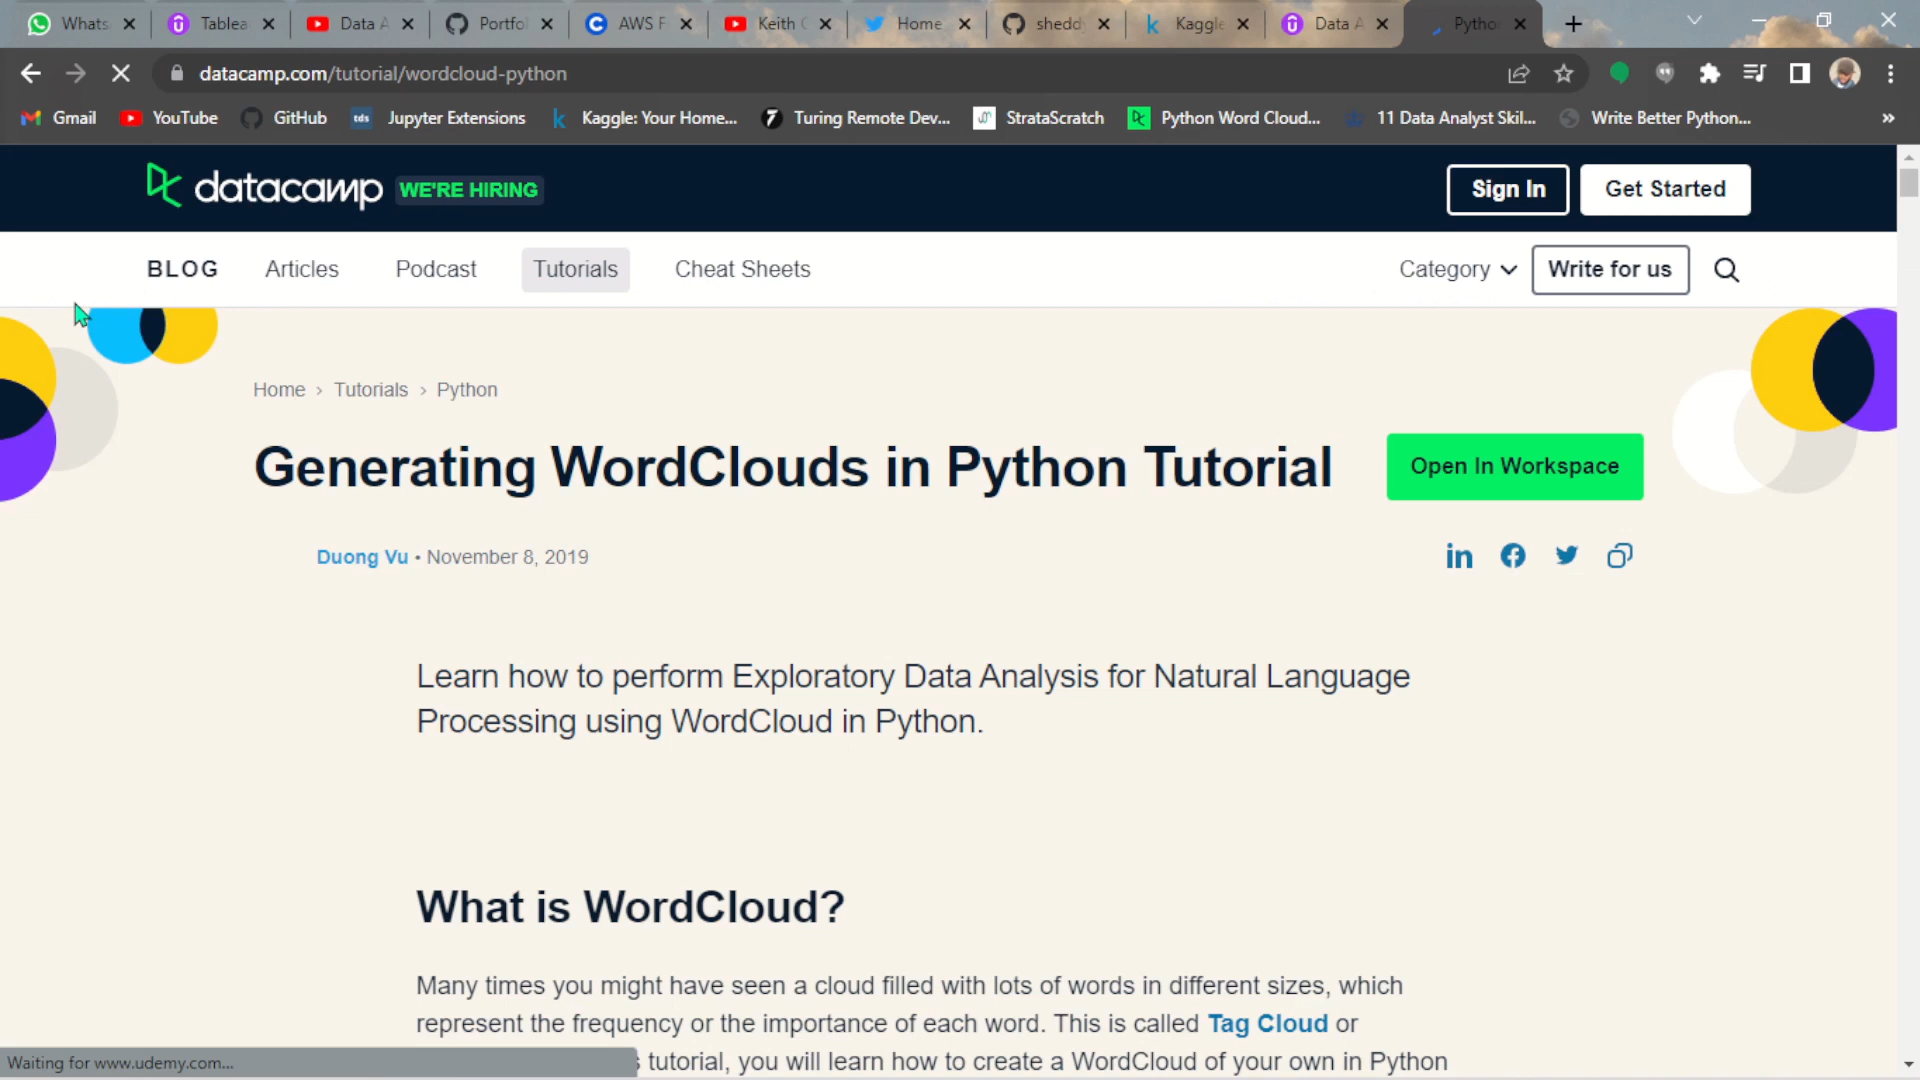 Whats
Tablea
Data A
Portfo
AWS F
Keith
Home
shedd
Kaggle
Data A
Pytho
datacamp.com/tutorial/wordcloud-python
Gmail
YouTube
GitHub
tds Jupyter Extensions
Kaggle: Your Home...
Turing Remote Dev...
StrataScratch
Python Word Cloud...
11 Data Analyst Skil...
Write Better Python...
»
datacamp WE'RE HIRING
Sign In
Get Started
BLOG Articles Podcast Tutorials Cheat Sheets
Category
Write for us
Home › Tutorials › Python
Generating WordClouds in Python Tutorial
Open In Workspace
Duong Vu • November 8, 2019
Learn how to perform Exploratory Data Analysis for Natural Language
Processing using WordCloud in Python.
What is WordCloud?
Many times you might have seen a cloud filled with lots of words in different sizes, which
represent the frequency or the importance of each word. This is called Tag Cloud or
tutorial, you will learn how to create a WordCloud of your own in Python
Waiting for www.udemy.com...